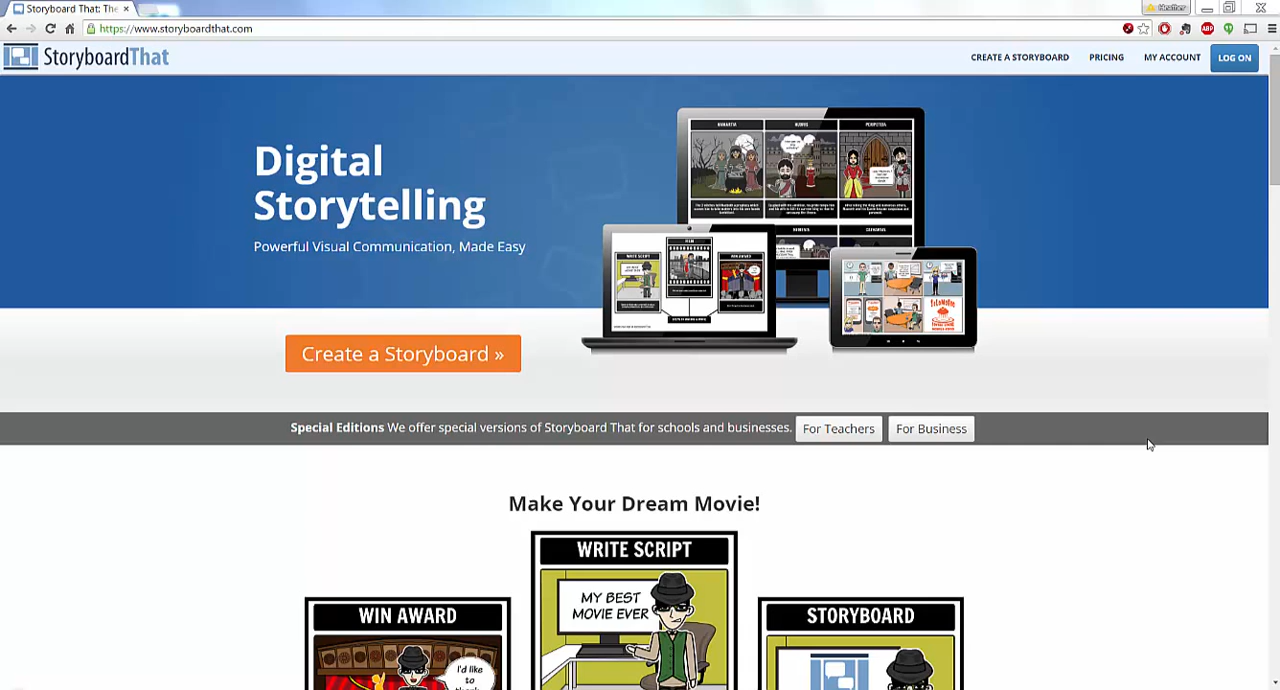 Storyboard That: The
Heather
https://www.storyboardthat.com
ABP
StoryboardThat
CREATE A STORYBOARD
PRICING
MY ACCOUNT
LOG ON
Digital
Storytelling
Powerful Visual Communication, Made Easy
Create a Storyboard »
Special Editions We offer special versions of Storyboard That for schools and businesses.
For Teachers
For Business
Make Your Dream Movie!
WRITE SCRIPT
MY BEST
MOVIE EVER
WIN AWARD
I'd like
to
STORYBOARD